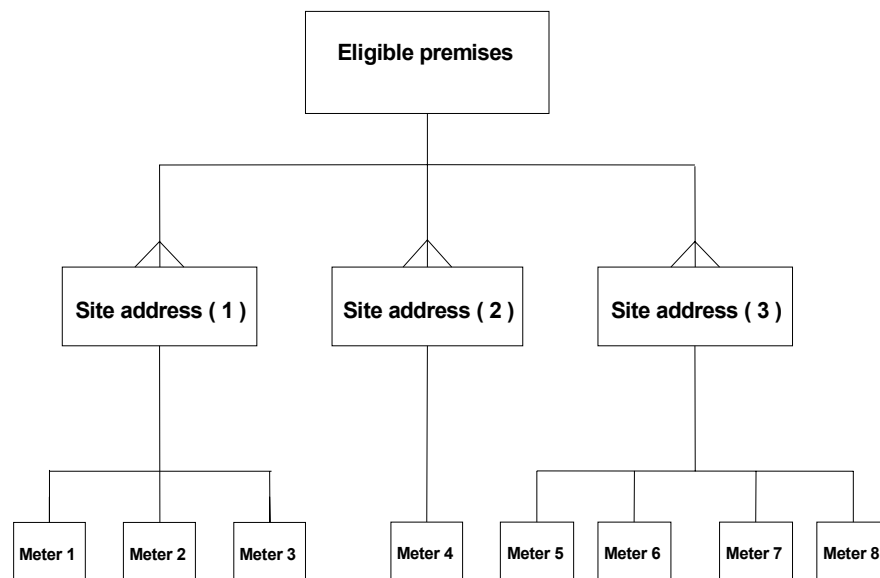 Eligible premises
Site address ( 1 )
Site address ( 2 )
Site address ( 3 )
Meter 1
Meter 2
Meter 3
Meter 4
Meter 5
Meter 6
Meter 7
Meter 8